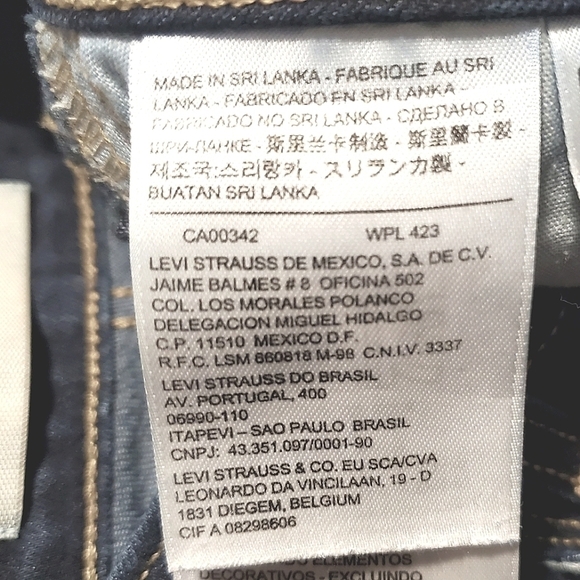 MADE IN SRI LANKA - FABRIQUE AU SRI
LANKA - FABRICADO EN SRI LANKA -
FABRICADO NO SRI LANKA - СДЕЛАНО В
ШРИ-ЛАНКЕ - 斯里兰卡制造 - 斯里蘭卡製 -
제조국:스리랑카 - スリランカ製 -
BUATAN SRI LANKA
CA00342 WPL 423
LEVI STRAUSS DE MEXICO, S.A. DE C.V.
JAIME BALMES # 8 OFICINA 502
COL. LOS MORALES POLANCO
DELEGACION MIGUEL HIDALGO
C.P. 11510 MEXICO D.F.
R.F.C. LSM 860818 M-98 C.N.I.V. 3337
LEVI STRAUSS DO BRASIL
AV. PORTUGAL, 400
06990-110
ITAPEVI – SAO PAULO BRASIL
CNPJ: 43.351.097/0001-90
LEVI STRAUSS & CO. EU SCA/CVA
LEONARDO DA VINCILAAN, 19 - D
1831 DIEGEM, BELGIUM
CIF A 08298606
ELEMENTOS
DECORATIVOS - EXCLUINDO